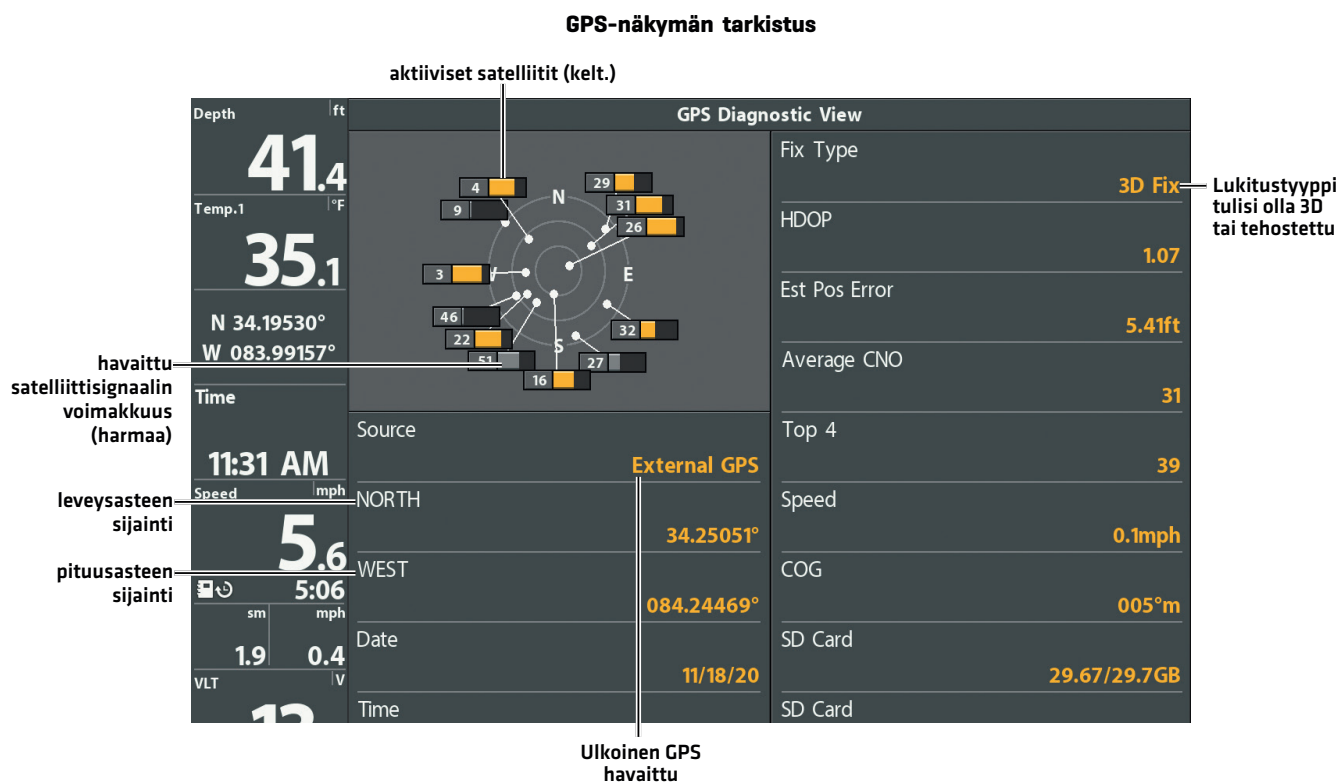 GPS-näkymän tarkistus
aktiiviset satelliitit (kelt.)
Depth ft
41.4
Temp.1 °F
35.1
N 34.19530°
W 083.99157°
Time
11:31 AM
Speed mph
5.6
5:06
sm mph
1.9 0.4
VLT V
GPS Diagnostic View
4
9
3
46
22
51
16
29
31
26
32
27
N
E
S
Source
External GPS
NORTH
34.25051°
WEST
084.24469°
Date
11/18/20
Time
Fix Type
3D Fix
HDOP
1.07
Est Pos Error
5.41ft
Average CNO
31
Top 4
39
Speed
0.1mph
COG
005°m
SD Card
29.67/29.7GB
SD Card
havaittu
satelliittisignaalin
voimakkuus
(harmaa)
leveysasteen
sijainti
pituusasteen
sijainti
Lukitustyyppi
tulisi olla 3D
tai tehostettu
Ulkoinen GPS
havaittu